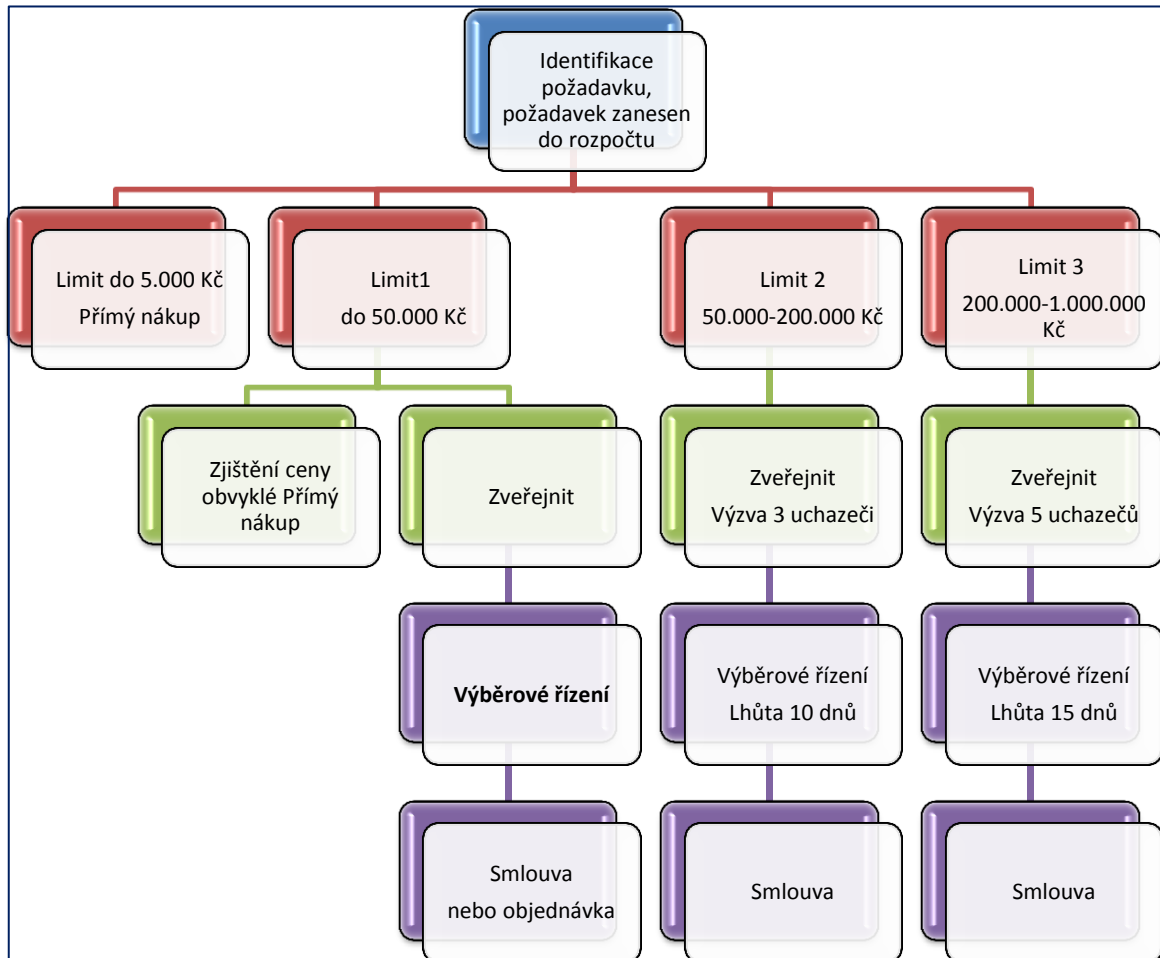 Identifikace
požadavku,
požadavek zanesen
do rozpočtu
Limit do 5.000 Kč
Přímý nákup
Limit1
do 50.000 Kč
Limit 2
50.000-200.000 Kč
Limit 3
200.000-1.000.000
Kč
Zjištění ceny
obvyklé Přímý
nákup
Zveřejnit
Zveřejnit
Výzva 3 uchazeči
Zveřejnit
Výzva 5 uchazečů
Výběrové řízení
Výběrové řízení
Lhůta 10 dnů
Výběrové řízení
Lhůta 15 dnů
Smlouva
nebo objednávka
Smlouva
Smlouva